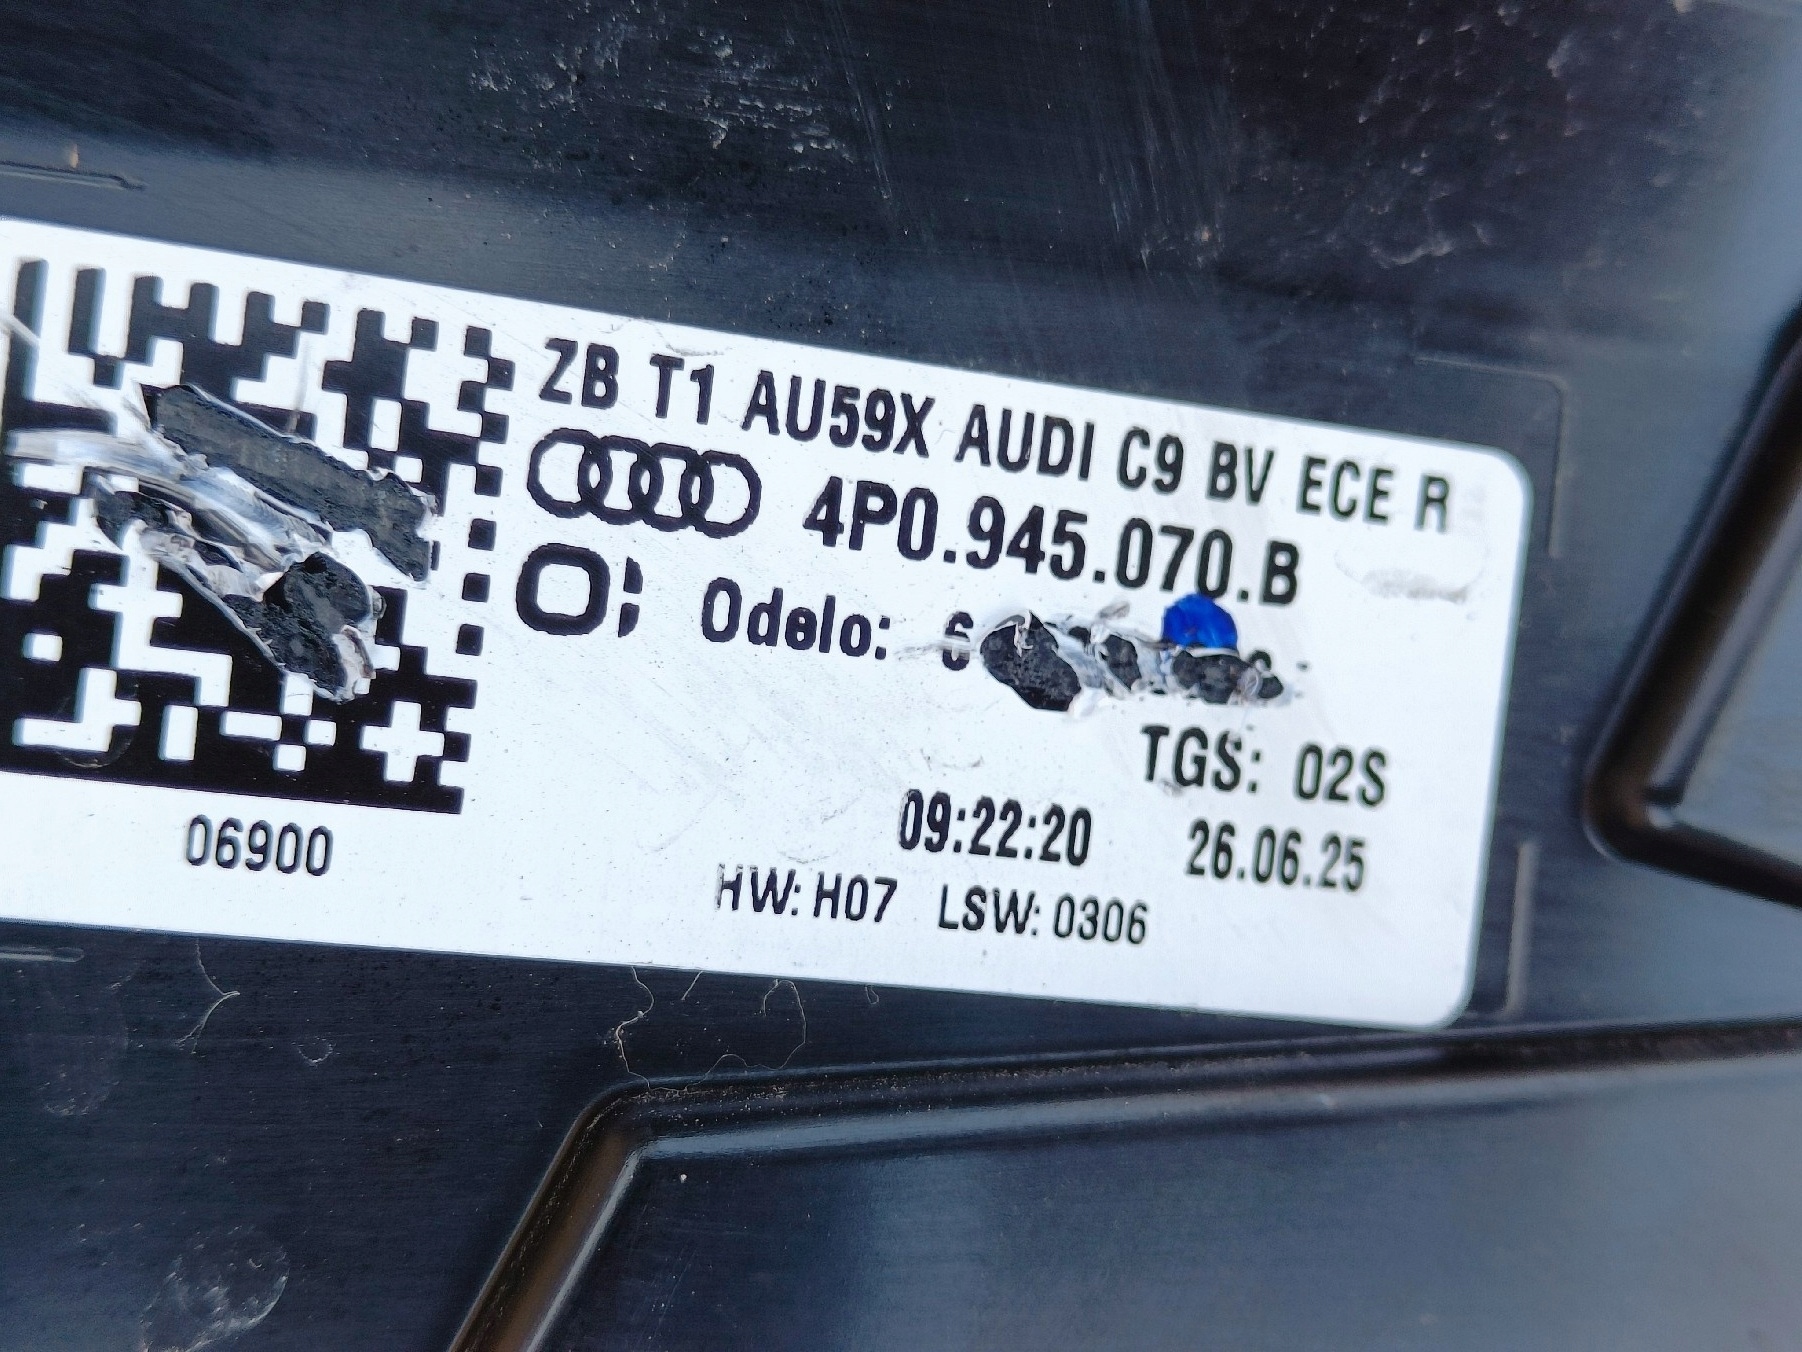 ZB T1 AU59X AUDI C9 BV ECE R
4P0.945.070.B
Odelo:
TGS: 02S
09:22:20 26.06.25
06900
HW: H07 LSW: 0306